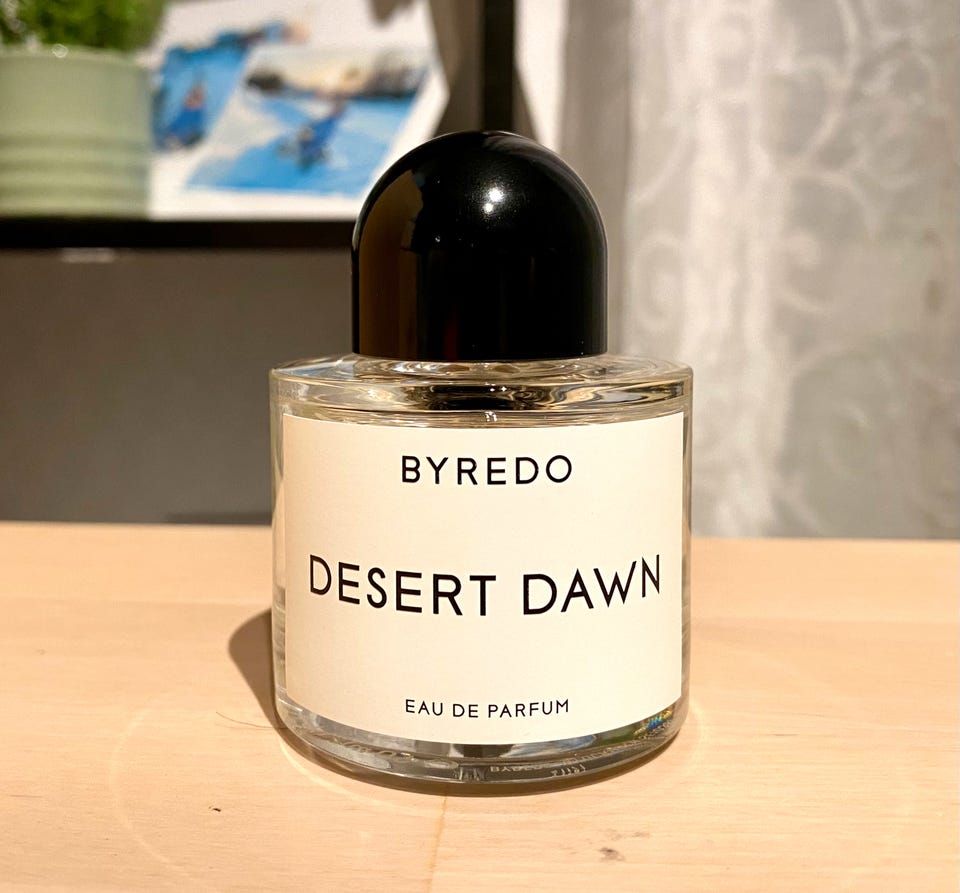 BYREDO
DESERT DAWN
EAU DE PARFUM